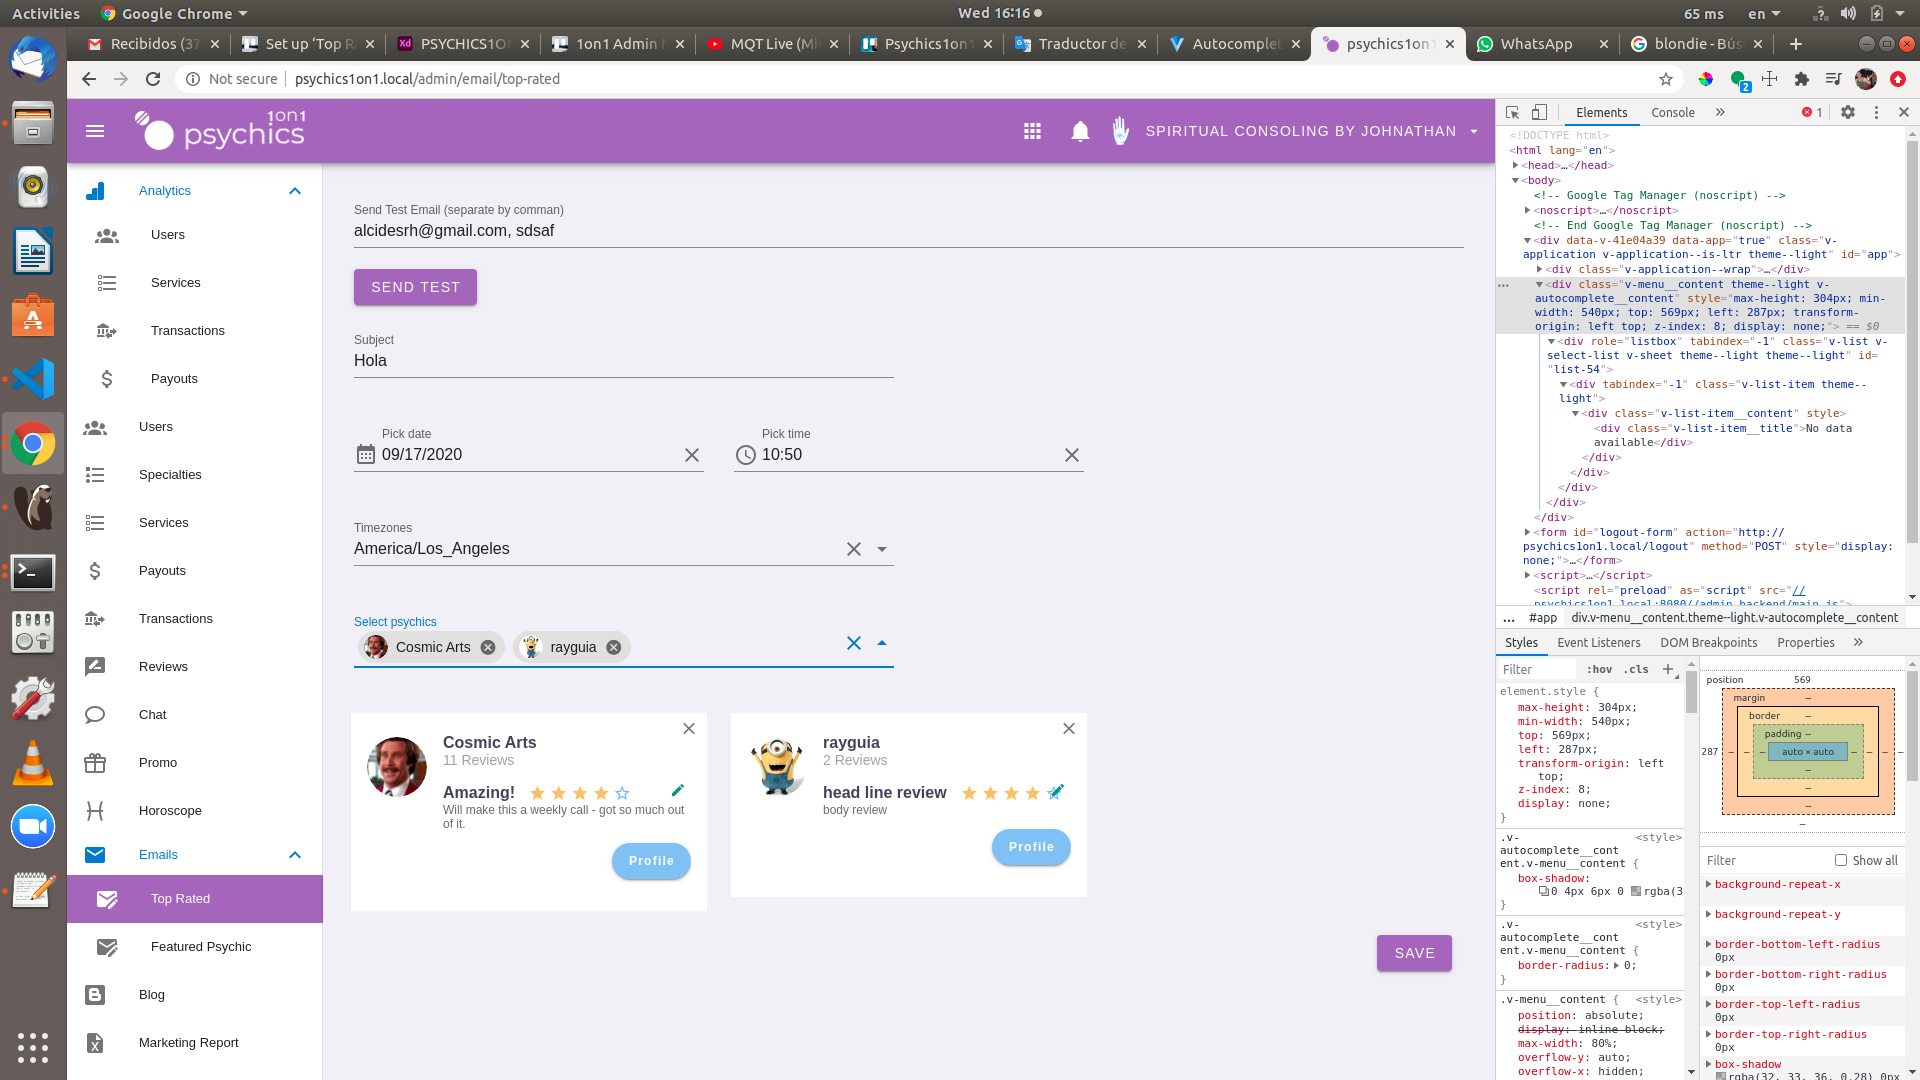 Activities
Google Chrome
Wed 16:16
65 ms
en
Recibidos (37
Set up 'Top R
PSYCHICS1ON
1on1 Admin
MQT Live (Mi
Psychics1on1
Traductor de
Autocomplet
psychics1on1
WhatsApp
blondie - Bús
Not secure
psychics1on1.local/admin/email/top-rated
2
1on1
psychics
SPIRITUAL CONSOLING BY JOHNATHAN
Analytics
Users
Services
Transactions
Payouts
Users
Specialties
Services
Payouts
Transactions
Reviews
Chat
Promo
Horoscope
Emails
Top Rated
Featured Psychic
Blog
Marketing Report
Send Test Email (separate by comman)
alcidesrh@gmail.com, sdsaf
SEND TEST
Subject
Hola
Pick date
09/17/2020
Pick time
10:50
Timezones
America/Los_Angeles
Select psychics
Cosmic Arts
rayguia
Cosmic Arts
11 Reviews
Amazing!
Will make this a weekly call - got so much out
of it.
Profile
rayguia
2 Reviews
head line review
body review
Profile
SAVE
Elements
Console
1
<!DOCTYPE html>
<html lang="en">
<head>…</head>
<body>
<!-- Google Tag Manager (noscript) -->
<noscript>…</noscript>
<!-- End Google Tag Manager (noscript) -->
<div data-v-41e04a39 data-app="true" class="v-
application v-application--is-ltr theme--light" id="app">
<div class="v-application--wrap">…</div>
<div class="v-menu__content theme--light v-
autocomplete__content" style="max-height: 304px; min-
width: 540px; top: 569px; left: 287px; transform-
origin: left top; z-index: 8; display: none;"> == $0
<div role="listbox" tabindex="-1" class="v-list v-
select-list v-sheet theme--light theme--light" id=
"list-54">
<div tabindex="-1" class="v-list-item theme--
light">
<div class="v-list-item__content" style>
<div class="v-list-item__title">No data
available</div>
</div>
</div>
</div>
</div>
</div>
<form id="logout-form" action="http://
psychics1on1.local/logout" method="POST" style="display:
none;">…</form>
<script>…</script>
<script rel="preload" as="script" src="//
psychics1on1.local:8080//admin_backend/main.js">
...
#app
div.v-menu__content.theme--light.v-autocomplete__content
Styles
Event Listeners
DOM Breakpoints
Properties
Filter
:hov
.cls
element.style {
max-height: 304px;
min-width: 540px;
top: 569px;
left: 287px;
transform-origin: left
top;
z-index: 8;
display: none;
}
.v-
<style>
autocomplete__cont
ent.v-menu__content {
box-shadow:
0 4px 6px 0 rgba(3
}
.v-
<style>
autocomplete__cont
ent.v-menu__content {
border-radius: 0;
}
.v-menu__content {
<style>
position: absolute;
display: inline-block;
max-width: 80%;
overflow-y: auto;
overflow-x: hidden;
position
569
margin
–
border
–
padding –
287
auto × auto
Filter
Show all
background-repeat-x
background-repeat-y
border-bottom-left-radius
0px
border-bottom-right-radius
0px
border-top-left-radius
0px
border-top-right-radius
0px
box-shadow
rgba(32, 33, 36, 0.28) 0px